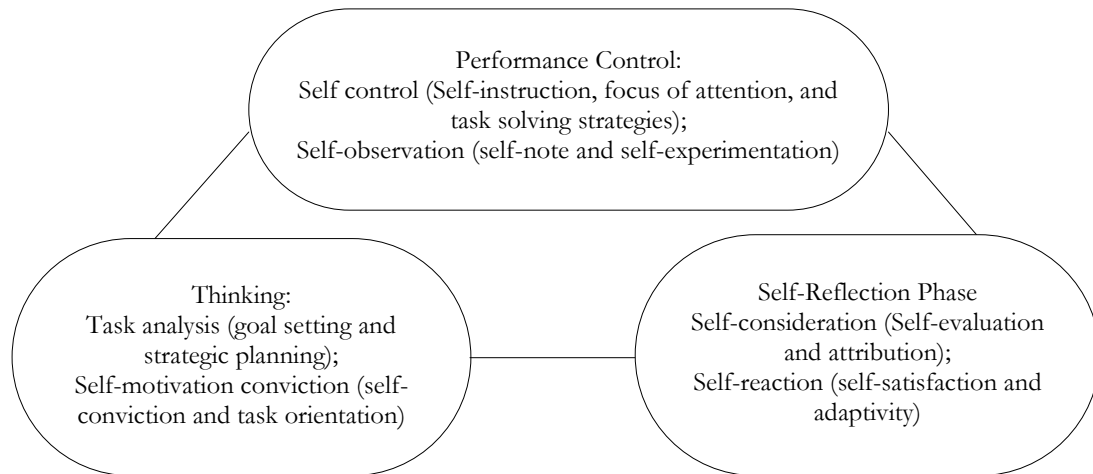 Performance Control:
Self control (Self-instruction, focus of attention, and
task solving strategies);
Self-observation (self-note and self-experimentation)
Thinking:
Task analysis (goal setting and
strategic planning);
Self-motivation conviction (self-
conviction and task orientation)
Self-Reflection Phase
Self-consideration (Self-evaluation
and attribution);
Self-reaction (self-satisfaction and
adaptivity)